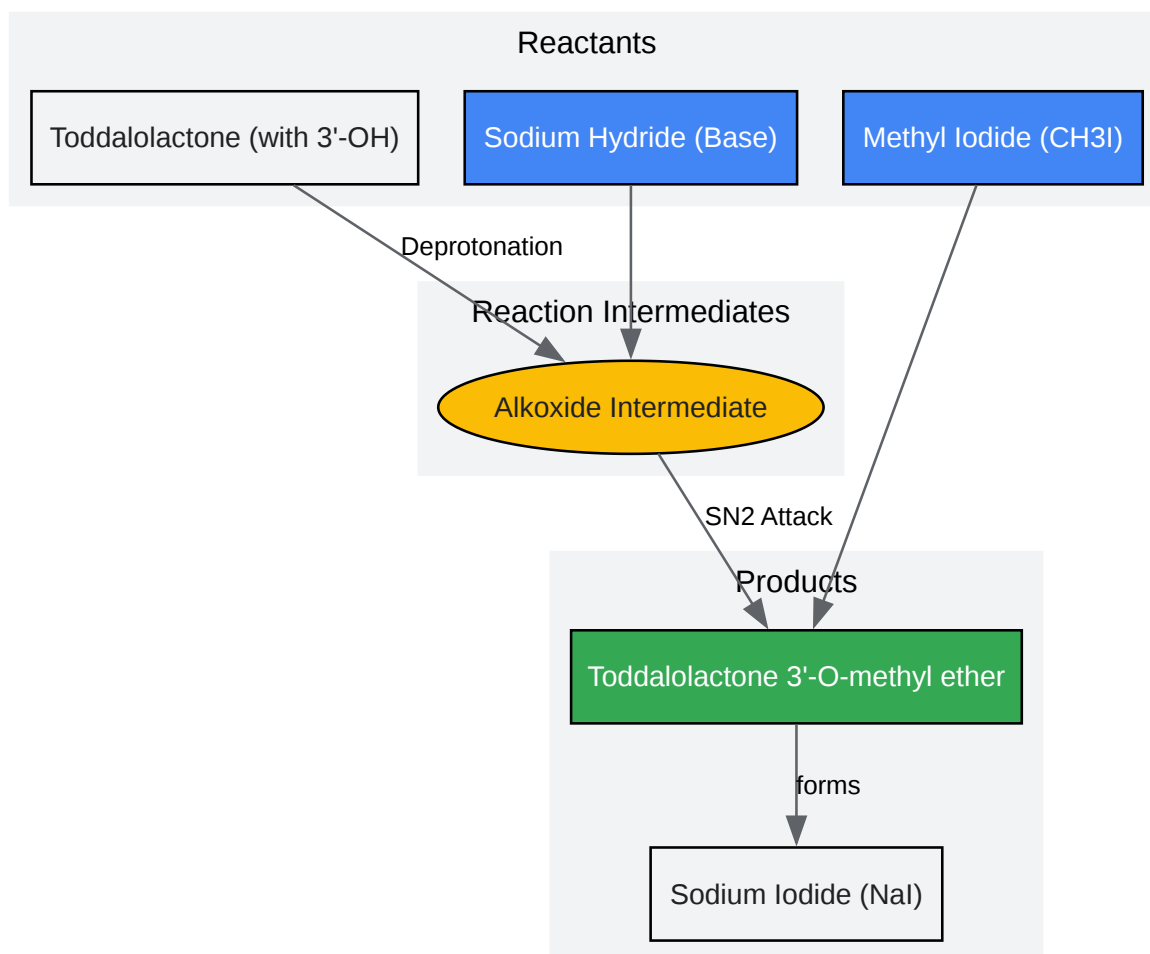 Reactants
Toddalolactone (with 3'-OH)
Sodium Hydride (Base)
Methyl Iodide (CH3I)
Deprotonation
Reaction Intermediates
Alkoxide Intermediate
SN2 Attack
Products
Toddalolactone 3'-O-methyl ether
forms
Sodium Iodide (NaI)